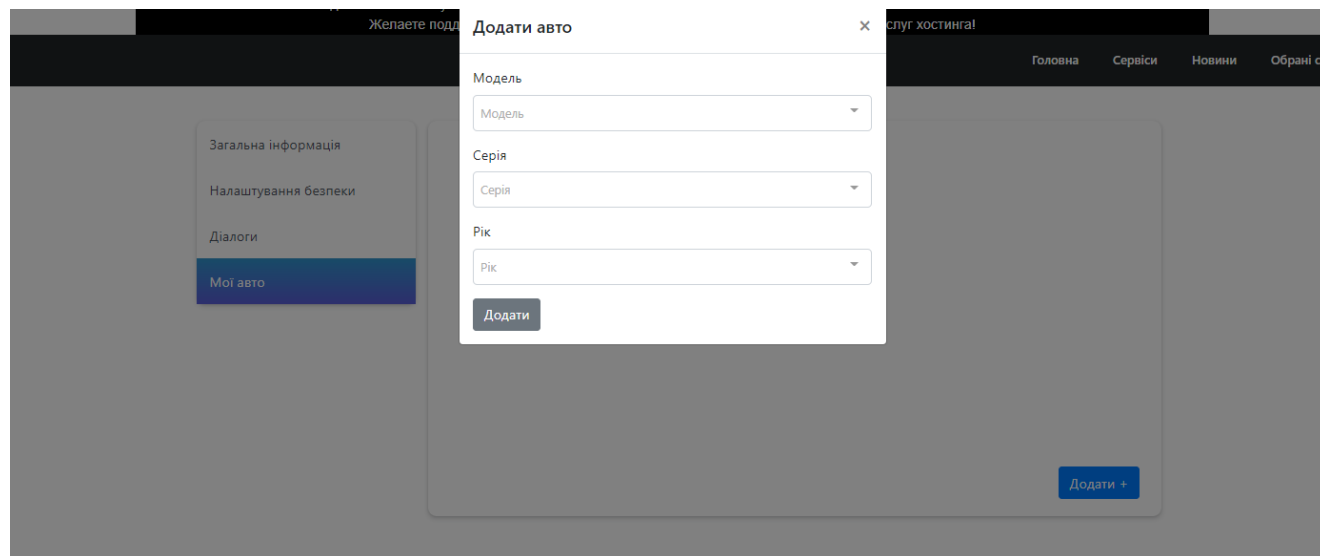 Желаете
слуг хостинга!
Додати авто ×
Головна Сервіси Новини Обрані
Модель
Модель
Серія
Серія
Рік
Рік
Додати
Загальна інформація
Налаштування безпеки
Діалоги
Мої авто
Додати +